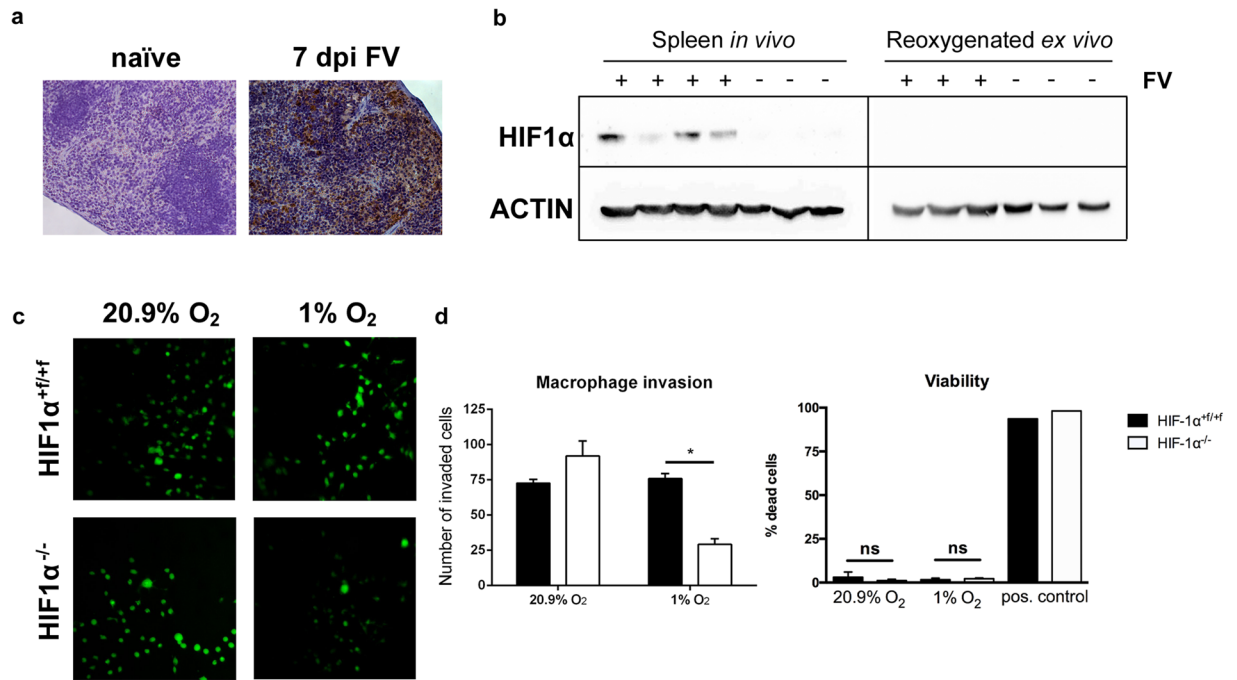 a
naïve
7 dpi FV
b
Spleen in vivo
Reoxygenated ex vivo
+ + + + - - - + + + - - - FV
HIF1α
ACTIN
c
20.9% O₂
1% O₂
HIF1α+f/+f
HIF1α-/-
d
Macrophage invasion
Number of invaded cells
125
100
75
50
25
0
*
20.9% O₂
1% O₂
Viability
% dead cells
100
75
50
25
0
ns
ns
20.9% O₂
1% O₂
pos. control
HIF-1α+f/+f
HIF-1α-/-